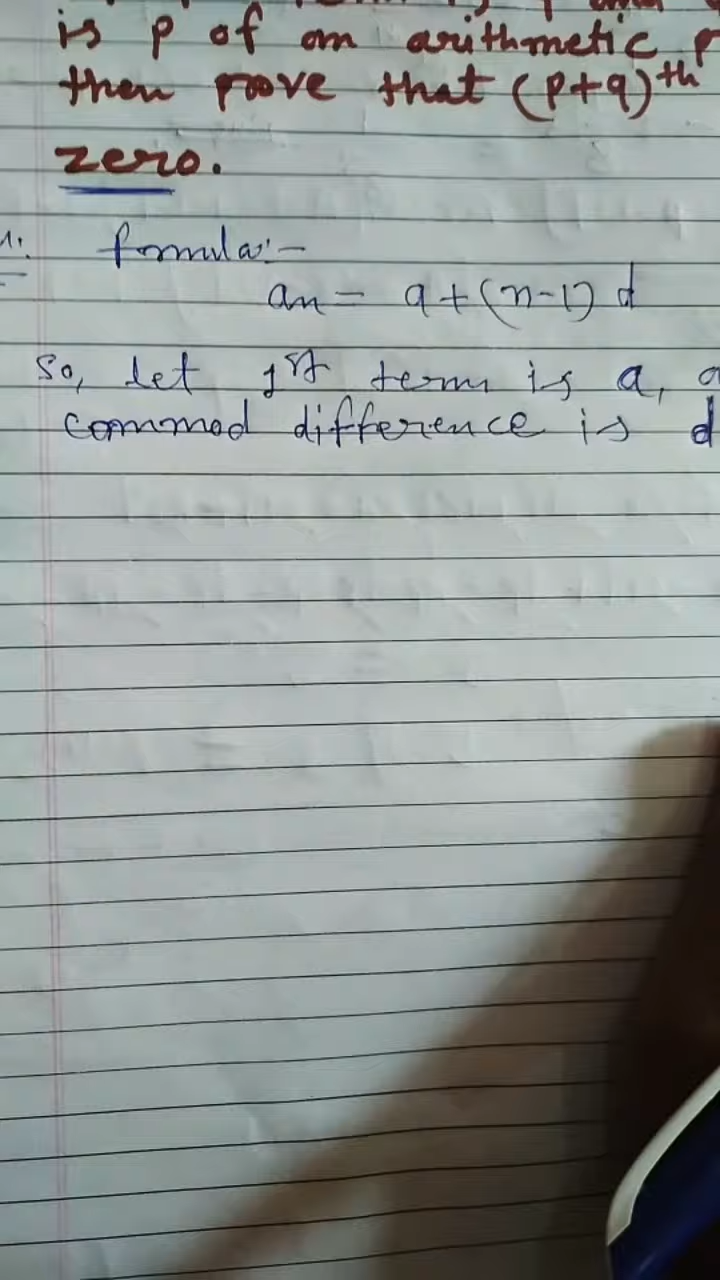 is p of an arithmetic p
then prove that (p+q)th
zero.
formula:-
an = a+(n-1) d
So, let 1st term is a, a
commod difference is d